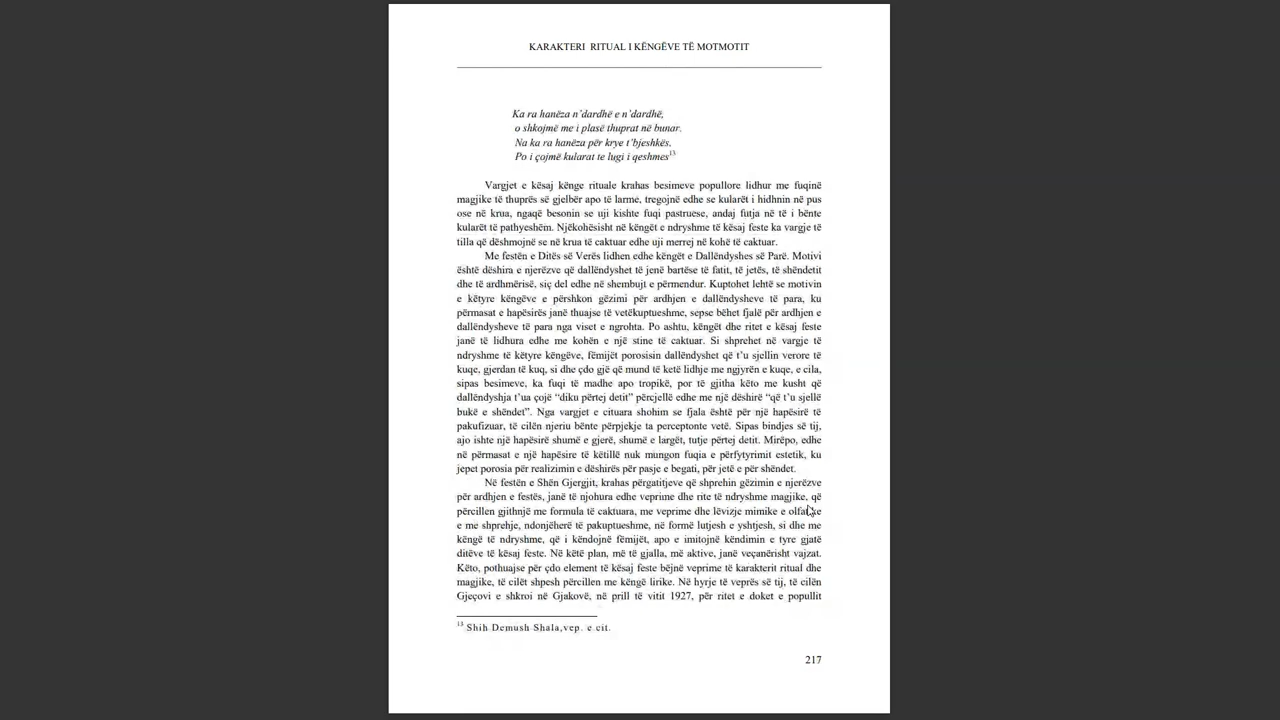 KARAKTERI RITUAL I KËNGËVE TË MOTMOTIT
Ka ra hanëza n'dardhë e n'dardhë,
o shkojmë me i plasë thuprat në bunar.
Na ka ra hanëza për krye t'bjeshkës.
Po i çojmë kularat te lugi i qeshmes13.
Vargjet e kësaj kënge rituale krahas besimeve popullore lidhur me fuqinë
magjike të thuprës së gjelbër apo të larme, tregojnë edhe se kularët i hidhnin në pus
ose në krua, ngaqë besonin se uji kishte fuqi pastruese, andaj futja në të i bënte
kularët të pathyeshëm. Njëkohësisht në këngët e ndryshme të kësaj feste ka vargje të
tilla që dëshmojnë se në krua të caktuar edhe uji merrej në kohë të caktuar.
Me festën e Ditës së Verës lidhen edhe këngët e Dallëndyshes së Parë. Motivi
është dëshira e njerëzve që dallëndyshet të jenë bartëse të fatit, të jetës, të shëndetit
dhe të ardhmërisë, siç del edhe në shembujt e përmendur. Kuptohet lehtë se motivin
e këtyre këngëve e përshkon gëzimi për ardhjen e dallëndysheve të para, ku
përmasat e hapësirës janë thuajse të vetëkuptueshme, sepse bëhet fjalë për ardhjen e
dallëndysheve të para nga viset e ngrohta. Po ashtu, këngët dhe ritet e kësaj feste
janë të lidhura edhe me kohën e një stine të caktuar. Si shprehet në vargje të
ndryshme të këtyre këngëve, fëmijët porosisin dallëndyshet që t'u sjellin verore të
kuqe, gjerdan të kuq, si dhe çdo gjë që mund të ketë lidhje me ngjyrën e kuqe, e cila,
sipas besimeve, ka fuqi të madhe apo tropikë, por të gjitha këto me kusht që
dallëndyshja t'ua çojë “diku përtej detit” përcjellë edhe me një dëshirë “që t'u sjellë
bukë e shëndet”. Nga vargjet e cituara shohim se fjala është për një hapësirë të
pakufizuar, të cilën njeriu bënte përpjekje ta perceptonte vetë. Sipas bindjes së tij,
ajo ishte një hapësirë shumë e gjerë, shumë e largët, tutje përtej detit. Mirëpo, edhe
në përmasat e një hapësire të këtillë nuk mungon fuqia e përfytyrimit estetik, ku
jepet porosia për realizimin e dëshirës për pasje e begati, për jetë e për shëndet.
Në festën e Shën Gjergjit, krahas përgatitjeve që shprehin gëzimin e njerëzve
për ardhjen e festës, janë të njohura edhe veprime dhe rite të ndryshme magjike, që
përcillen gjithnjë me formula të caktuara, me veprime dhe lëvizje mimike e
e me shprehje, ndonjëherë të pakuptueshme, në formë lutjesh e yshtjesh, si dhe me
këngë të ndryshme, që i këndojnë fëmijët, apo e imitojnë këndimin e tyre gjatë
ditëve të kësaj feste. Në këtë plan, më të gjalla, më aktive, janë veçanërisht vajzat.
Këto, pothuajse për çdo element të kësaj feste bëjnë veprime të karakterit ritual dhe
magjike, të cilët shpesh përcillen me këngë lirike. Në hyrje të veprës së tij, të cilën
Gjeçovi e shkroi në Gjakovë, në prill të vitit 1927, për ritet e doket e popullit
13 Shih Demush Shala,vep. e cit.
217